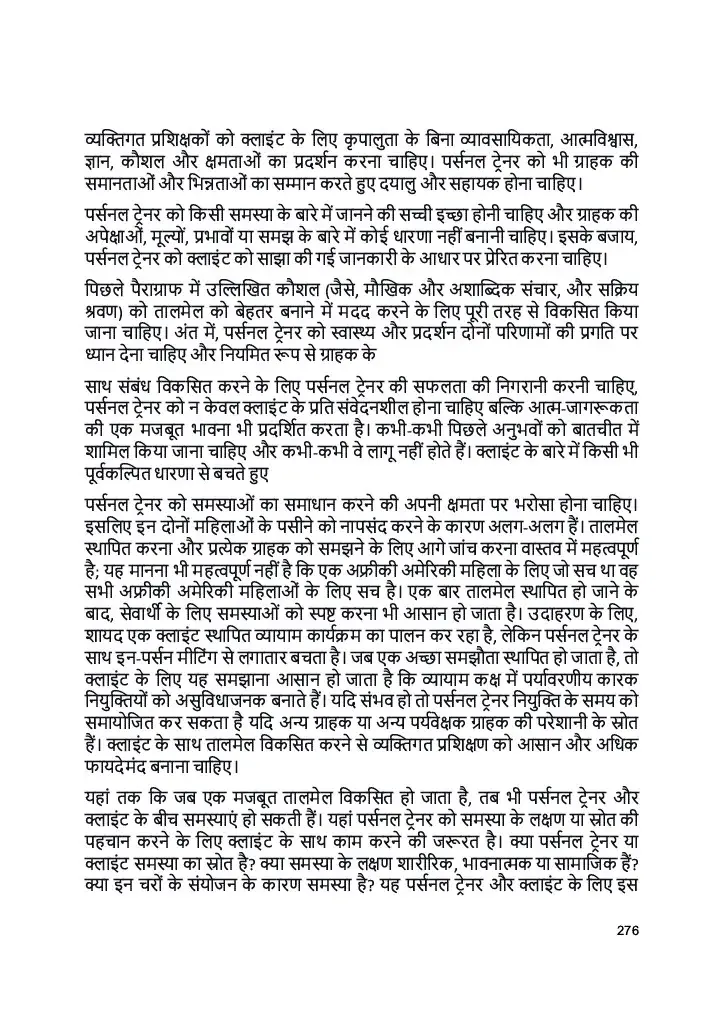 व्यक्तिगत प्रशिक्षकों को क्लाइंट के लिए कृपालुता के बिना व्यावसायिकता, आत्मविश्वास,
ज्ञान, कौशल और क्षमताओं का प्रदर्शन करना चाहिए। पर्सनल ट्रेनर को भी ग्राहक की
समानताओं और भिन्नताओं का सम्मान करते हुए दयालु और सहायक होना चाहिए।
पर्सनल ट्रेनर को किसी समस्या के बारे में जानने की सच्ची इच्छा होनी चाहिए और ग्राहक की
अपेक्षाओं, मूल्यों, प्रभावों या समझ के बारे में कोई धारणा नहीं बनानी चाहिए। इसके बजाय,
पर्सनल ट्रेनर को क्लाइंट को साझा की गई जानकारी के आधार पर प्रेरित करना चाहिए।
पिछले पैराग्राफ में उल्लिखित कौशल (जैसे, मौखिक और अशाब्दिक संचार, और सक्रिय
श्रवण) को तालमेल को बेहतर बनाने में मदद करने के लिए पूरी तरह से विकसित किया
जाना चाहिए। अंत में, पर्सनल ट्रेनर को स्वास्थ्य और प्रदर्शन दोनों परिणामों की प्रगति पर
ध्यान देना चाहिए और नियमित रूप से ग्राहक के
साथ संबंध विकसित करने के लिए पर्सनल ट्रेनर की सफलता की निगरानी करनी चाहिए,
पर्सनल ट्रेनर को न केवल क्लाइंट के प्रति संवेदनशील होना चाहिए बल्कि आत्म-जागरूकता
की एक मजबूत भावना भी प्रदर्शित करता है। कभी-कभी पिछले अनुभवों को बातचीत में
शामिल किया जाना चाहिए और कभी-कभी वे लागू नहीं होते हैं। क्लाइंट के बारे में किसी भी
पूर्वकल्पित धारणा से बचते हुए
पर्सनल ट्रेनर को समस्याओं का समाधान करने की अपनी क्षमता पर भरोसा होना चाहिए।
इसलिए इन दोनों महिलाओं के पसीने को नापसंद करने के कारण अलग-अलग हैं। तालमेल
स्थापित करना और प्रत्येक ग्राहक को समझने के लिए आगे जांच करना वास्तव में महत्वपूर्ण
है; यह मानना भी महत्वपूर्ण नहीं है कि एक अफ्रीकी अमेरिकी महिला के लिए जो सच था वह
सभी अफ्रीकी अमेरिकी महिलाओं के लिए सच है। एक बार तालमेल स्थापित हो जाने के
बाद, सेवार्थी के लिए समस्याओं को स्पष्ट करना भी आसान हो जाता है। उदाहरण के लिए,
शायद एक क्लाइंट स्थापित व्यायाम कार्यक्रम का पालन कर रहा है, लेकिन पर्सनल ट्रेनर के
साथ इन-पर्सन मीटिंग से लगातार बचता है। जब एक अच्छा समझौता स्थापित हो जाता है, तो
क्लाइंट के लिए यह समझाना आसान हो जाता है कि व्यायाम कक्ष में पर्यावरणीय कारक
नियुक्तियों को असुविधाजनक बनाते हैं। यदि संभव हो तो पर्सनल ट्रेनर नियुक्ति के समय को
समायोजित कर सकता है यदि अन्य ग्राहक या अन्य पर्यवेक्षक ग्राहक की परेशानी के स्रोत
हैं। क्लाइंट के साथ तालमेल विकसित करने से व्यक्तिगत प्रशिक्षण को आसान और अधिक
फायदेमंद बनाना चाहिए।
यहां तक कि जब एक मजबूत तालमेल विकसित हो जाता है, तब भी पर्सनल ट्रेनर और
क्लाइंट के बीच समस्याएं हो सकती हैं। यहां पर्सनल ट्रेनर को समस्या के लक्षण या स्रोत की
पहचान करने के लिए क्लाइंट के साथ काम करने की जरूरत है। क्या पर्सनल ट्रेनर या
क्लाइंट समस्या का स्रोत है? क्या समस्या के लक्षण शारीरिक, भावनात्मक या सामाजिक हैं?
क्या इन चरों के संयोजन के कारण समस्या है? यह पर्सनल ट्रेनर और क्लाइंट के लिए इस
276